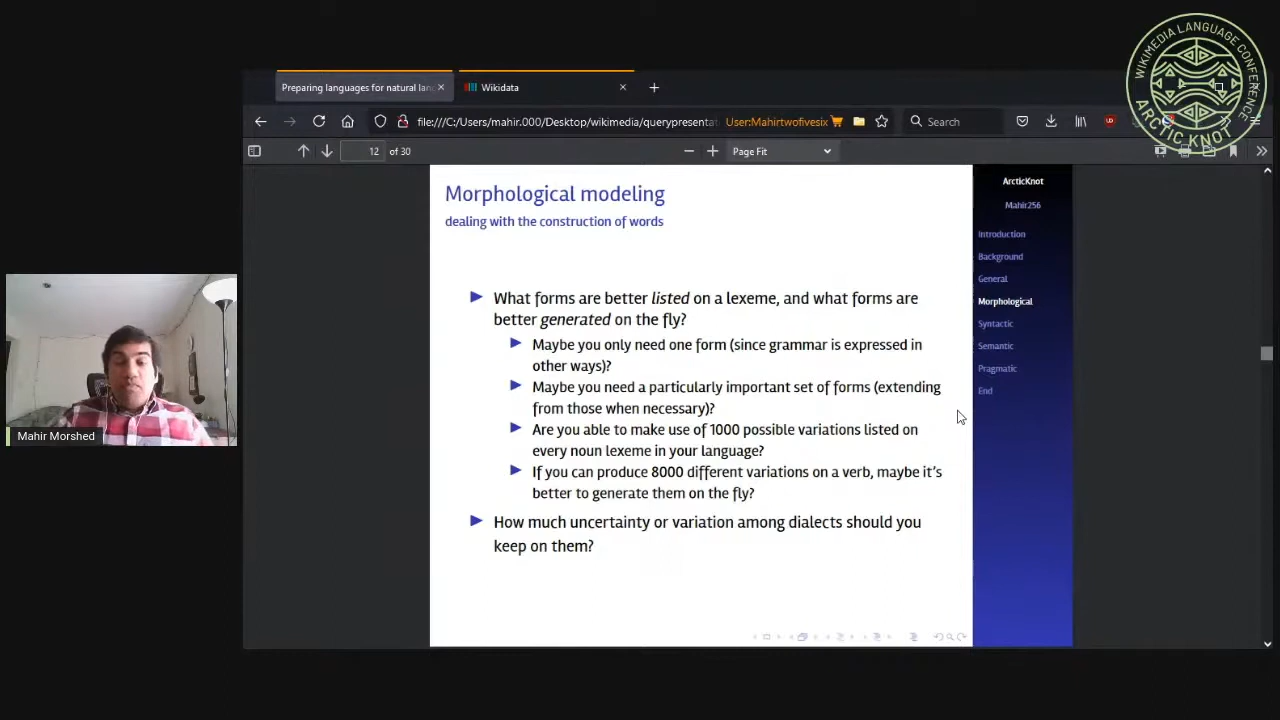 WIKIMEDIA LANGUAGE CONFERENCE
ARCTIC KNOT
Preparing languages for natural lan
Wikidata
file:///C:/Users/mahir.000/Desktop/wikimedia/querypresentat
User:Mahirtwofivesix
Search
12 of 30
Page Fit
Morphological modeling
dealing with the construction of words
What forms are better listed on a lexeme, and what forms are
better generated on the fly?
Maybe you only need one form (since grammar is expressed in
other ways)?
Maybe you need a particularly important set of forms (extending
from those when necessary)?
Are you able to make use of 1000 possible variations listed on
every noun lexeme in your language?
If you can produce 8000 different variations on a verb, maybe it's
better to generate them on the fly?
How much uncertainty or variation among dialects should you
keep on them?
ArcticKnot
Mahir256
Introduction
Background
General
Morphological
Syntactic
Semantic
Pragmatic
End
Mahir Morshed